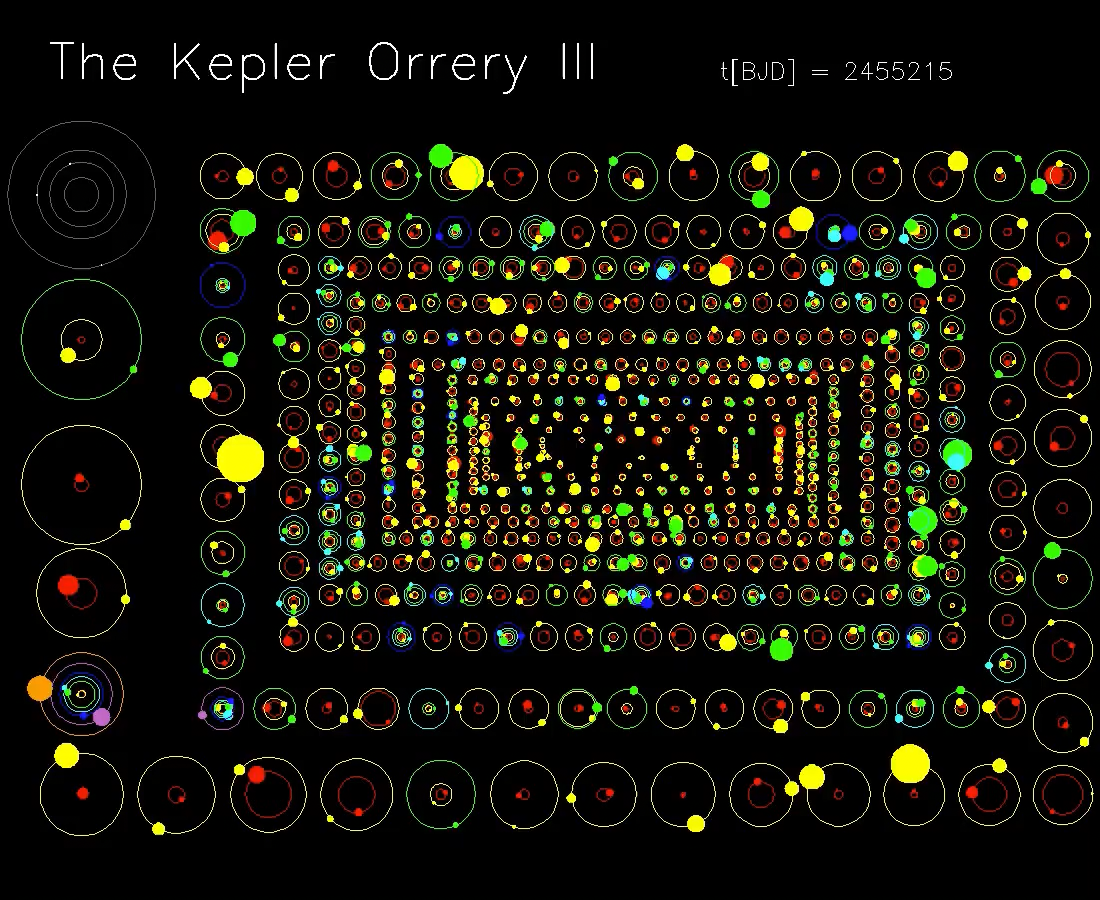 The Kepler Orrery III
t[BJD] = 2455215